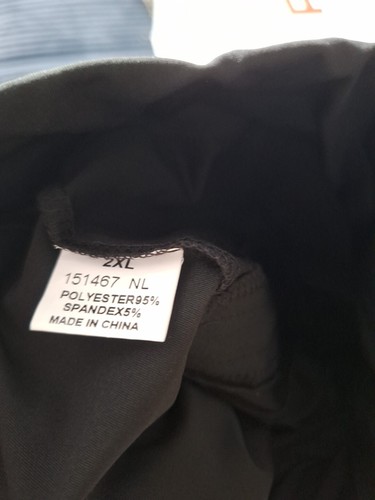 2XL
151467 NL
POLYESTER95%
SPANDEX5%
MADE IN CHINA